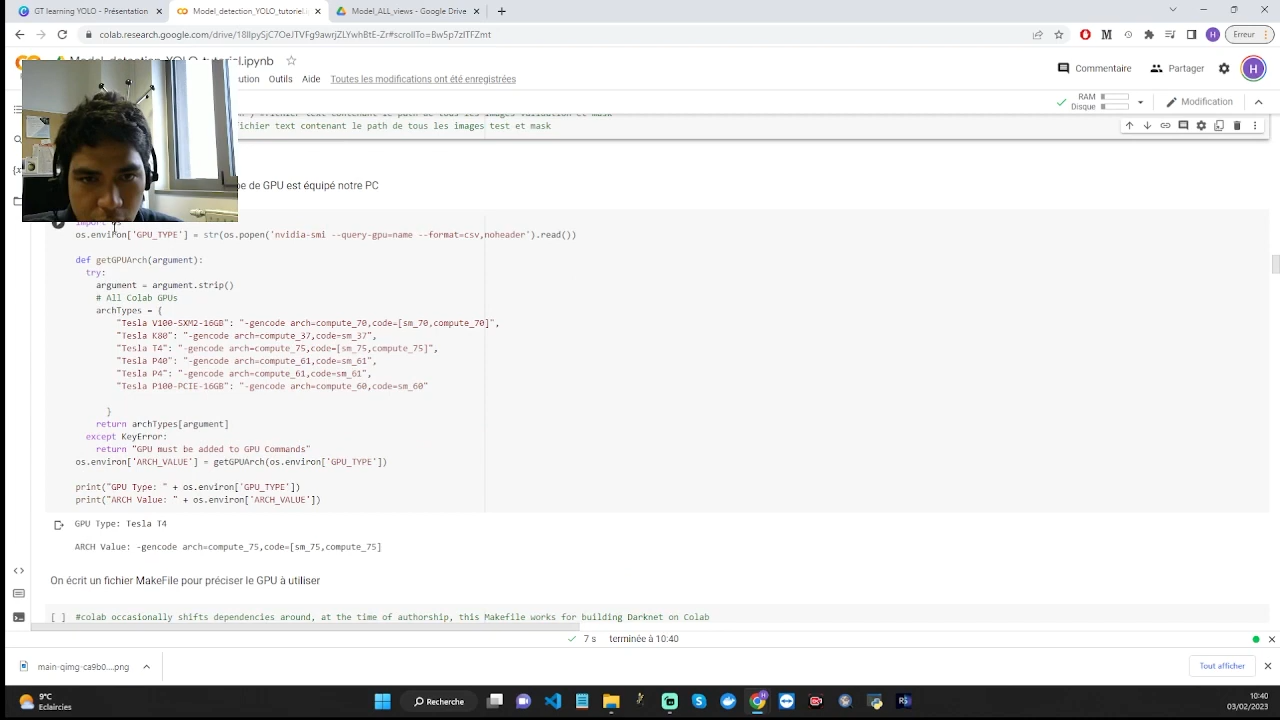 GT learning YOLO - Présentation
Model_detection_YOLO_tutoriel.i
Model_ALL_views - Google Drive
colab.research.google.com/drive/18IIpySjC7OeJTVFg9awrjZLYwhBtE-Zr#scrollTo=Bw5p7zITFZmt
Erreur
Outils Aide Toutes les modifications ont été enregistrées
Commentaire
Partager
H
RAM
Disque
Modification
fichier text contenant le path de tous les images test et mask
pe de GPU est équipé notre PC
import os
os.environ['GPU_TYPE'] = str(os.popen('nvidia-smi --query-gpu=name --format=csv,noheader').read())
def getGPUArch(argument):
try:
argument = argument.strip()
# All Colab GPUs
archTypes = {
"Tesla V100-SXM2-16GB": "-gencode arch=compute_70,code=[sm_70,compute_70]",
"Tesla K80": "-gencode arch=compute_37,code=sm_37",
"Tesla T4": "-gencode arch=compute_75,code=[sm_75,compute_75]",
"Tesla P40": "-gencode arch=compute_61,code=sm_61",
"Tesla P4": "-gencode arch=compute_61,code=sm_61",
"Tesla P100-PCIE-16GB": "-gencode arch=compute_60,code=sm_60"
}
return archTypes[argument]
except KeyError:
return "GPU must be added to GPU Commands"
os.environ['ARCH_VALUE'] = getGPUArch(os.environ['GPU_TYPE'])
print("GPU Type: " + os.environ['GPU_TYPE'])
print("ARCH Value: " + os.environ['ARCH_VALUE'])
GPU Type: Tesla T4
ARCH Value: -gencode arch=compute_75,code=[sm_75,compute_75]
On écrit un fichier MakeFile pour préciser le GPU à utiliser
[ ] #colab occasionally shifts dependencies around, at the time of authorship, this Makefile works for building Darknet on Colab
7 s terminée à 10:40
main-qimg-ca9b0....png
Tout afficher
9°C
Eclaircies
Recherche
10:40
03/02/2023